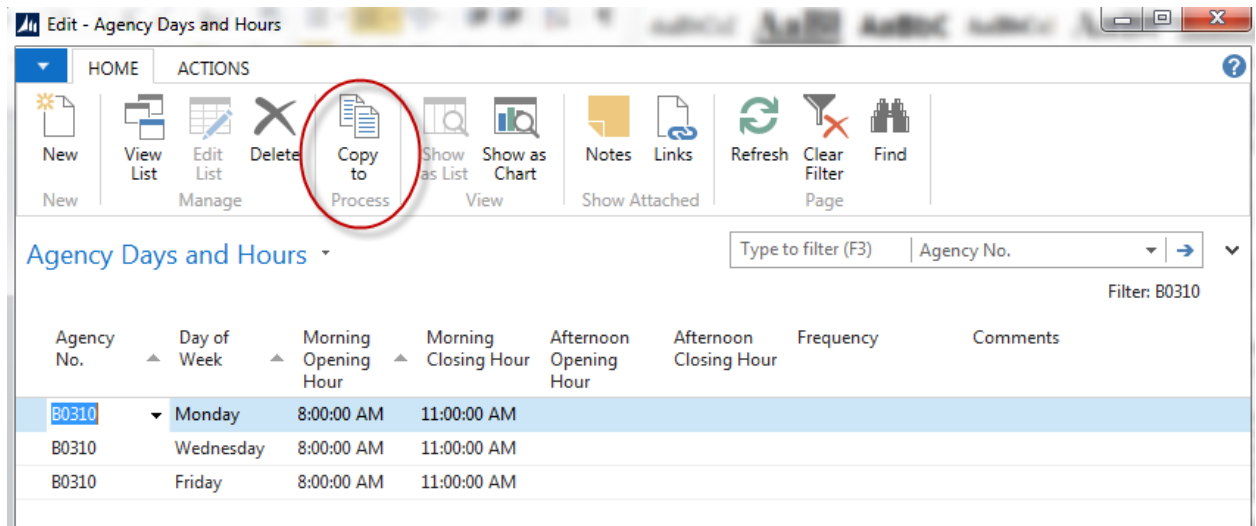 Edit - Agency Days and Hours
HOME ACTIONS
New View List Edit List Delete Copy to Show as List Show as Chart Notes Links Refresh Clear Filter Find
New Manage Process View Show Attached Page
Agency Days and Hours
Type to filter (F3) Agency No.
Filter: B0310
Agency No. Day of Week Morning Opening Hour Morning Closing Hour Afternoon Opening Hour Afternoon Closing Hour Frequency Comments
B0310 Monday 8:00:00 AM 11:00:00 AM
B0310 Wednesday 8:00:00 AM 11:00:00 AM
B0310 Friday 8:00:00 AM 11:00:00 AM